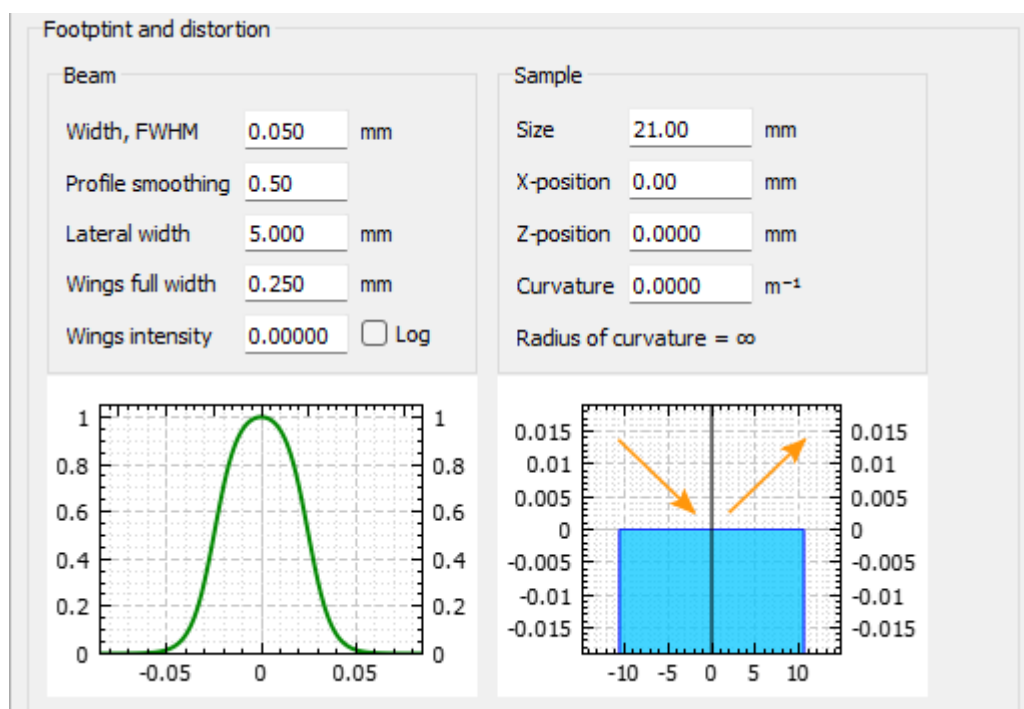 Footptint and distortion
Beam
Width, FWHM 0.050 mm
Profile smoothing 0.50
Lateral width 5.000 mm
Wings full width 0.250 mm
Wings intensity 0.00000 Log
Sample
Size 21.00 mm
X-position 0.00 mm
Z-position 0.0000 mm
Curvature 0.0000 m⁻¹
Radius of curvature = ∞
1 1
0.8 0.8
0.6 0.6
0.4 0.4
0.2 0.2
0 0
-0.05 0 0.05
0.015 0.015
0.01 0.01
0.005 0.005
0 0
-0.005 -0.005
-0.01 -0.01
-0.015 -0.015
-10 -5 0 5 10